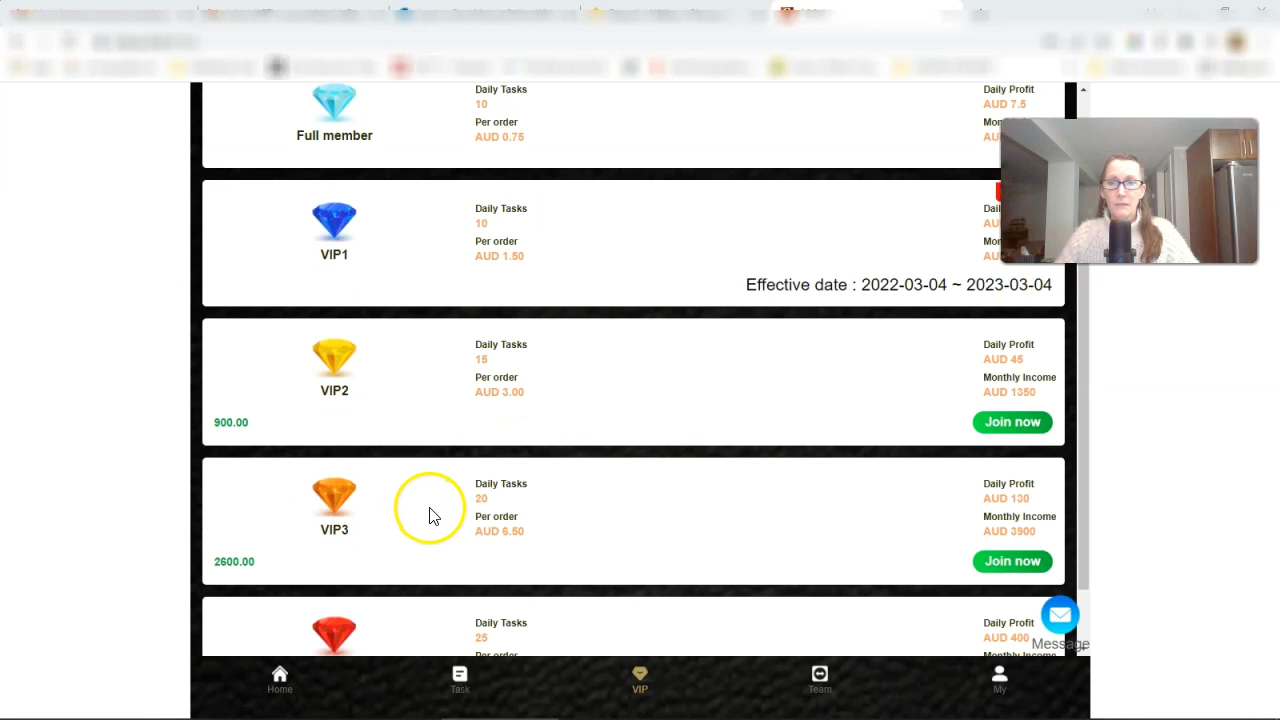 Daily Tasks
10
Per order
AUD 0.75
Full member
Daily Profit
AUD 7.5
Daily Tasks
10
Per order
AUD 1.50
VIP1
Effective date : 2022-03-04 ~ 2023-03-04
Daily Tasks
15
Per order
AUD 3.00
VIP2
900.00
Daily Profit
AUD 45
Monthly Income
AUD 1350
Join now
Daily Tasks
20
Per order
AUD 6.50
VIP3
2600.00
Daily Profit
AUD 130
Monthly Income
AUD 3900
Join now
Daily Tasks
25
Per order
Daily Profit
AUD 400
Message
Home
Task
VIP
Team
My